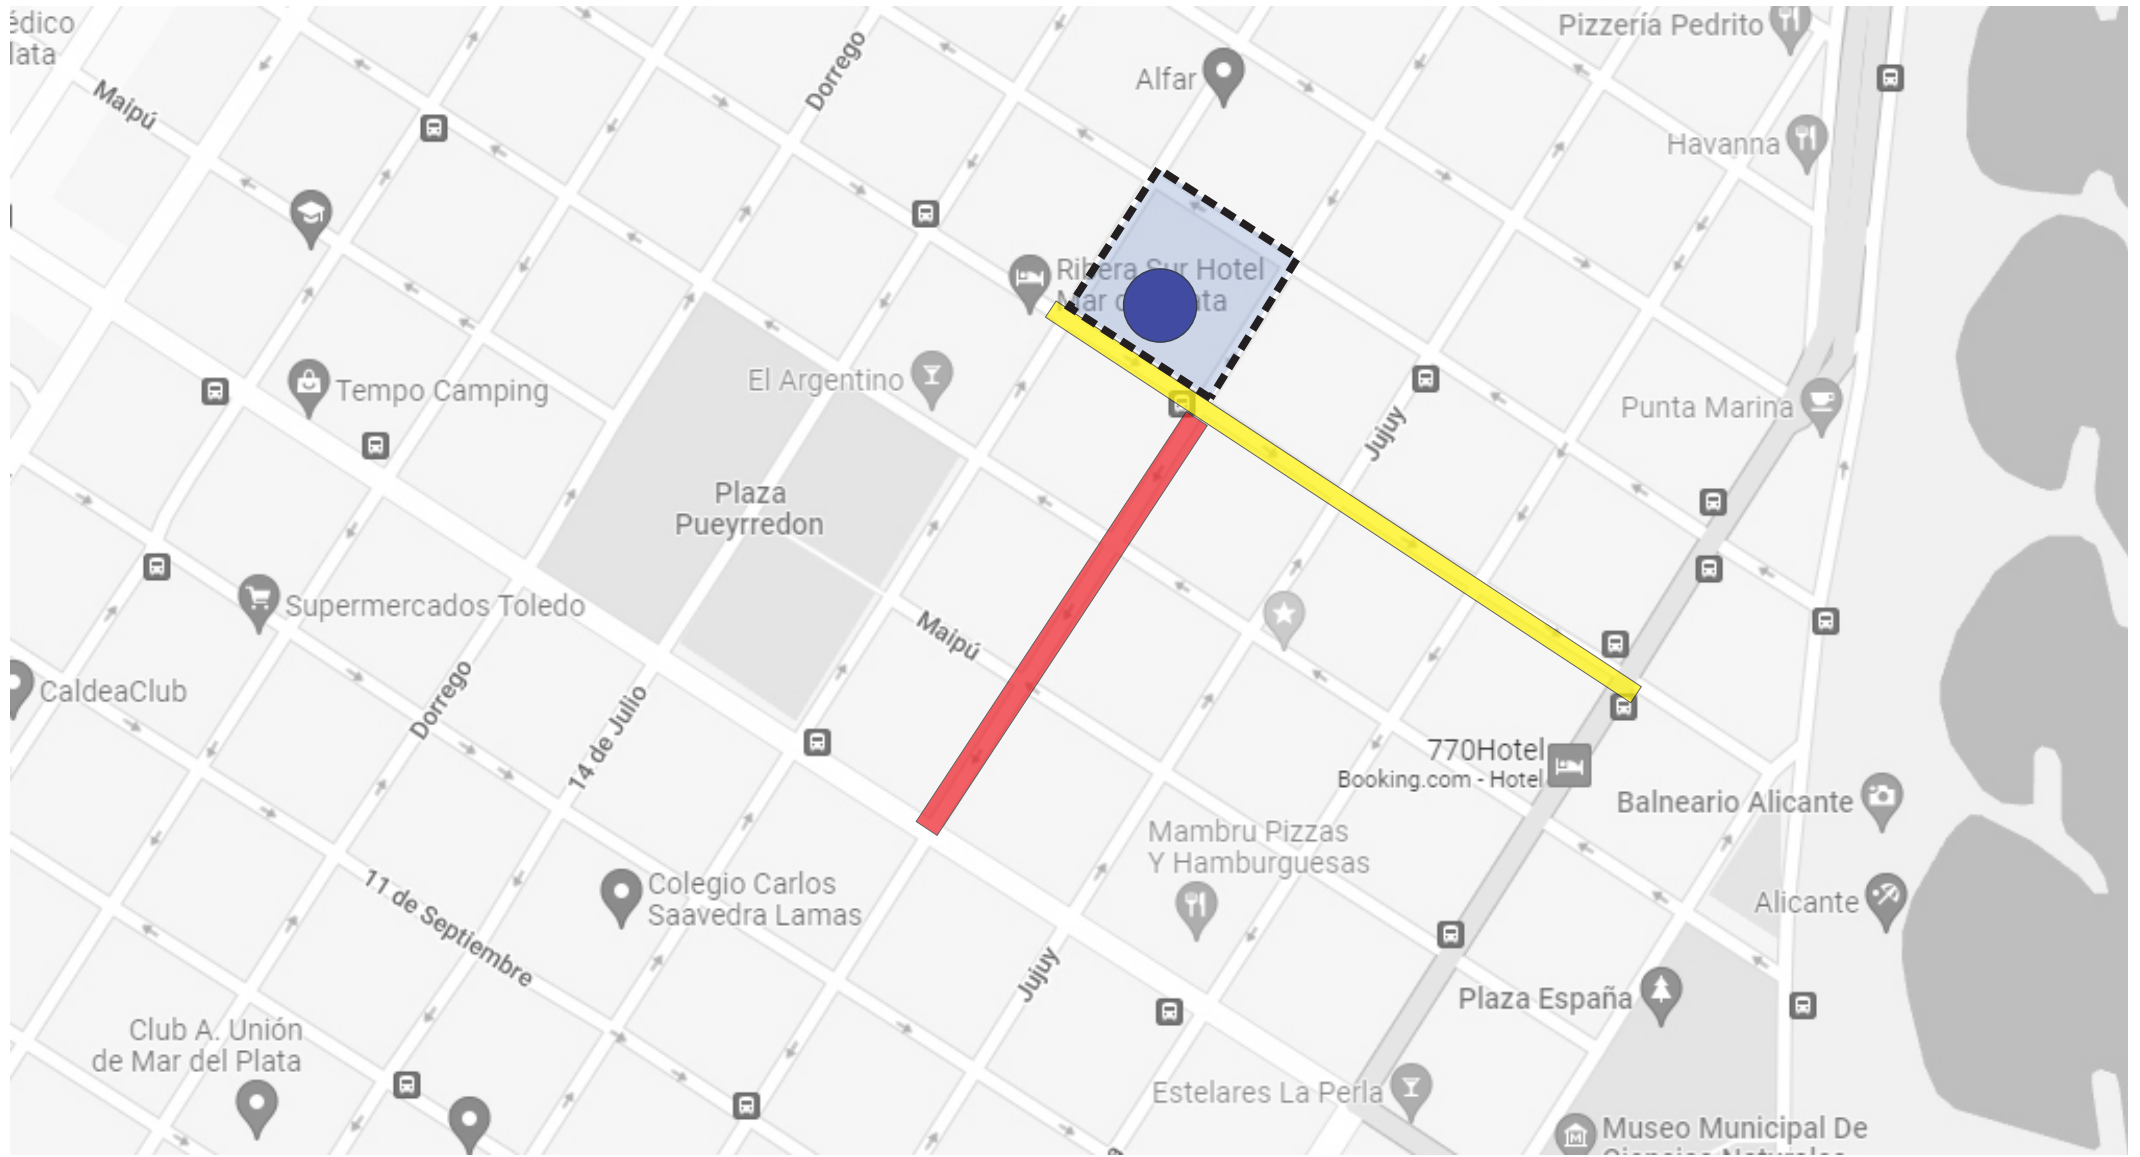 édico
lata
Maipú
Dorrego
Alfar
Pizzería Pedrito
Havanna
Ribera Sur Hotel
Mar d ata
El Argentino
Tempo Camping
Jujuy
Punta Marina
Plaza
Pueyrredon
Supermercados Toledo
Maipú
CaldeaClub
Dorrego
14 de Julio
770Hotel
Booking.com - Hotel
Balneario Alicante
Mambru Pizzas
Y Hamburguesas
11 de Septiembre
Colegio Carlos
Saavedra Lamas
Alicante
Jujuy
Plaza España
Club A. Unión
de Mar del Plata
Estelares La Perla
Museo Municipal De